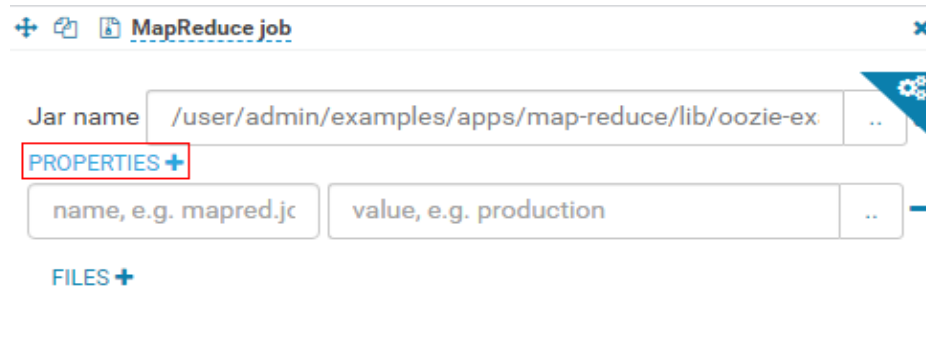 MapReduce job
Jar name /user/admin/examples/apps/map-reduce/lib/oozie-ex ..
PROPERTIES +
name, e.g. mapred.jc value, e.g. production ..
FILES +